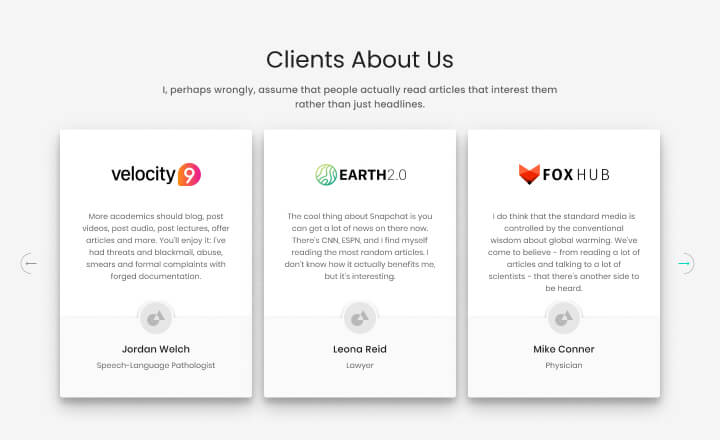 Clients About Us
I, perhaps wrongly, assume that people actually read articles that interest them
rather than just headlines.
velocity 9
More academics should blog, post
videos, post audio, post lectures, offer
articles and more. You'll enjoy it: I've
had threats and blackmail, abuse,
smears and formal complaints with
forged documentation.
Jordan Welch
Speech-Language Pathologist
EARTH2.0
The cool thing about Snapchat is you
can get a lot of news on there now.
There's CNN, ESPN, and I find myself
reading the most random articles. I
don't know how it actually benefits me,
but it's interesting.
Leona Reid
Lawyer
FOXHUB
I do think that the standard media is
controlled by the conventional
wisdom about global warming. We've
come to believe - from reading a lot of
articles and talking to a lot of
scientists - that there's another side to
be heard.
Mike Conner
Physician